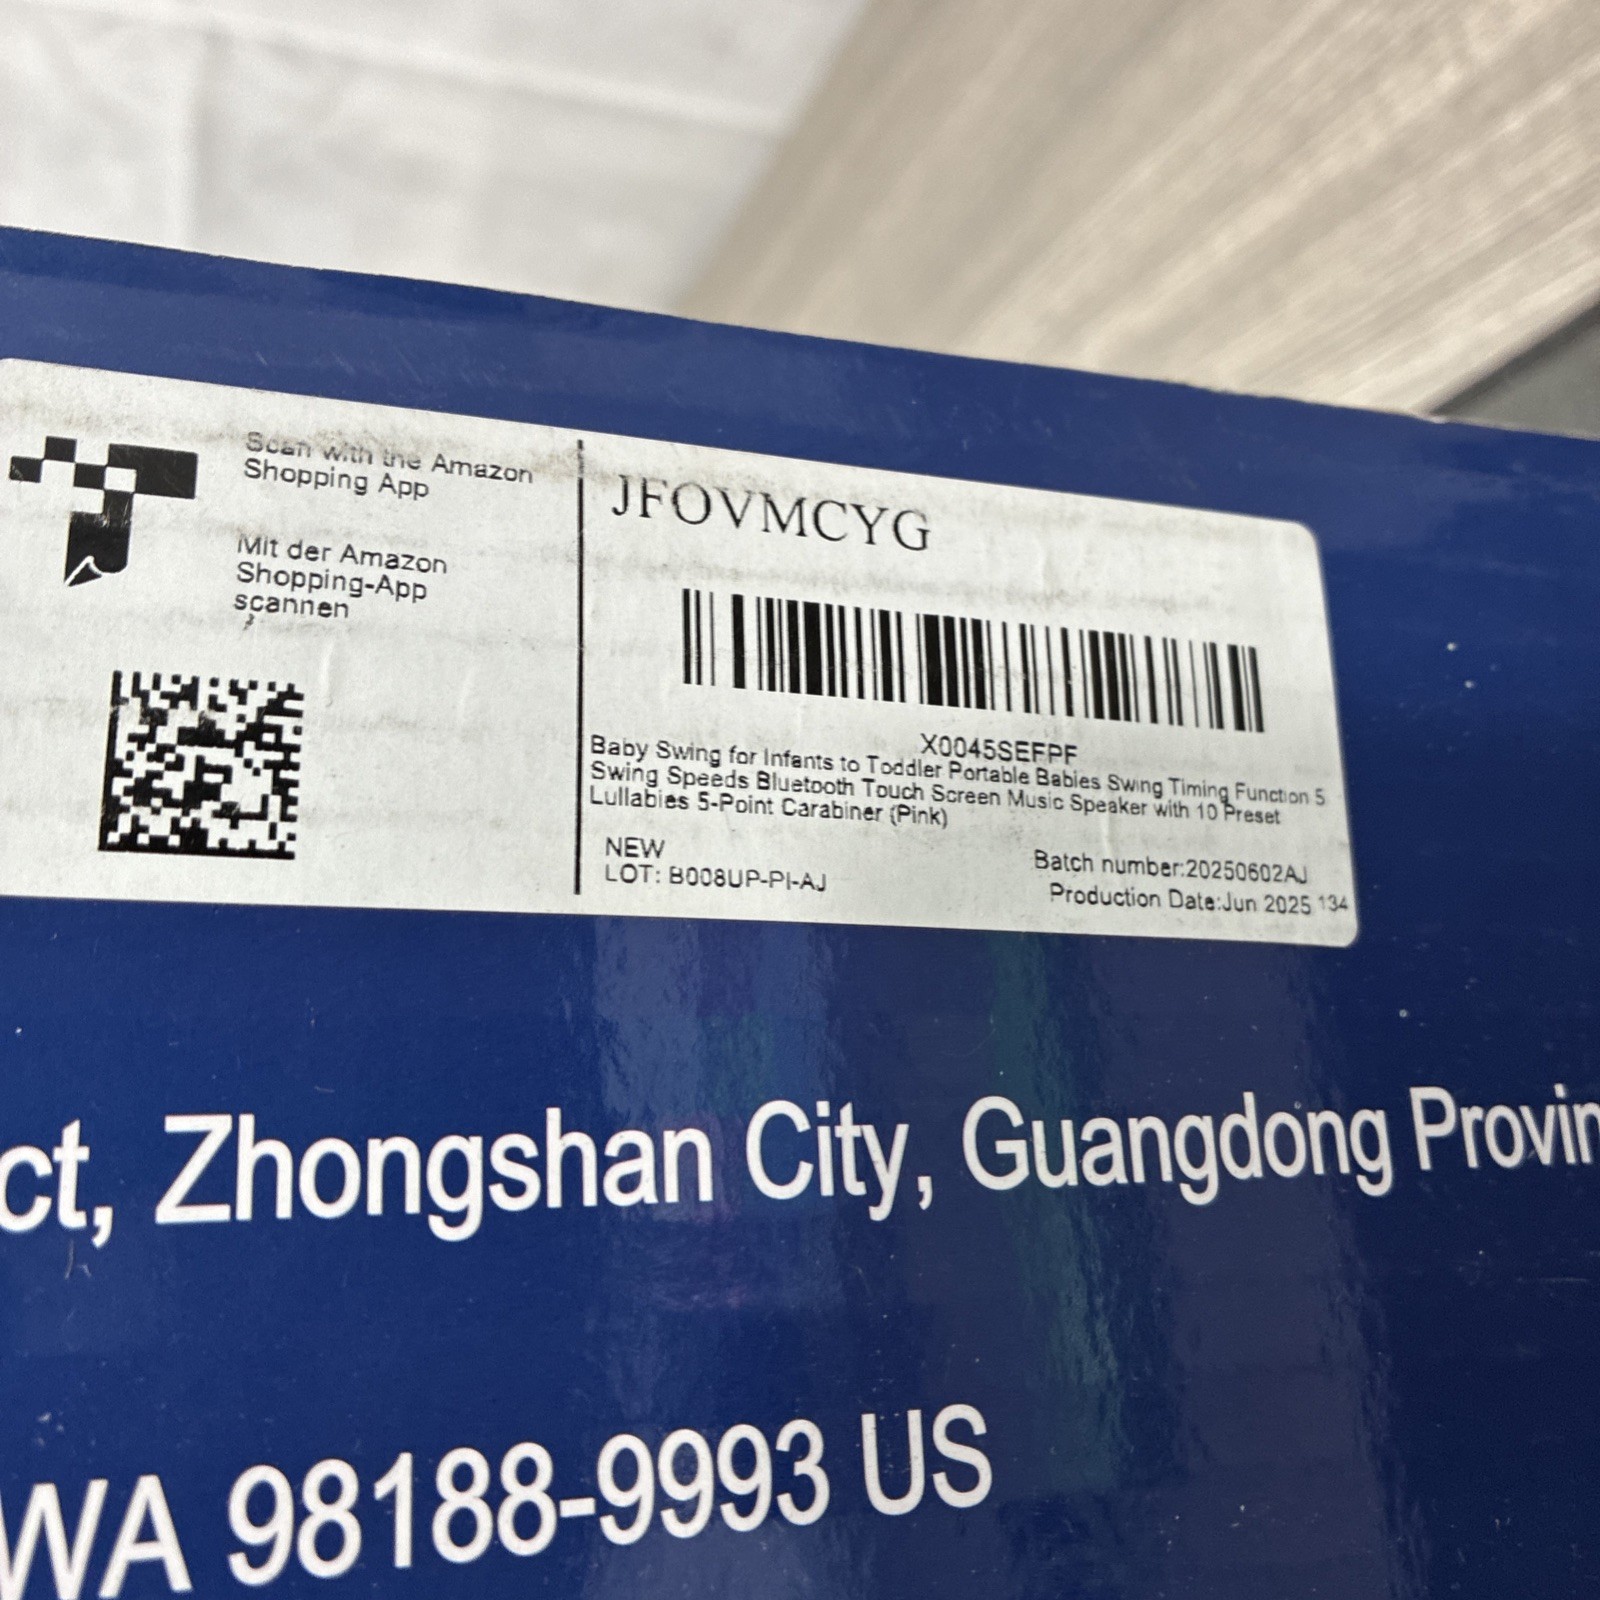 Scan with the Amazon
Shopping App
Mit der Amazon
Shopping-App
scannen
JFOVMCYG
X0045SEFPF
Baby Swing for Infants to Toddler Portable Babies Swing Timing Function 5
Swing Speeds Bluetooth Touch Screen Music Speaker with 10 Preset
Lullabies 5-Point Carabiner (Pink)
NEW
LOT: B008UP-PI-AJ
Batch number:20250602AJ
Production Date:Jun 2025 134
ct, Zhongshan City, Guangdong Provin
WA 98188-9993 US